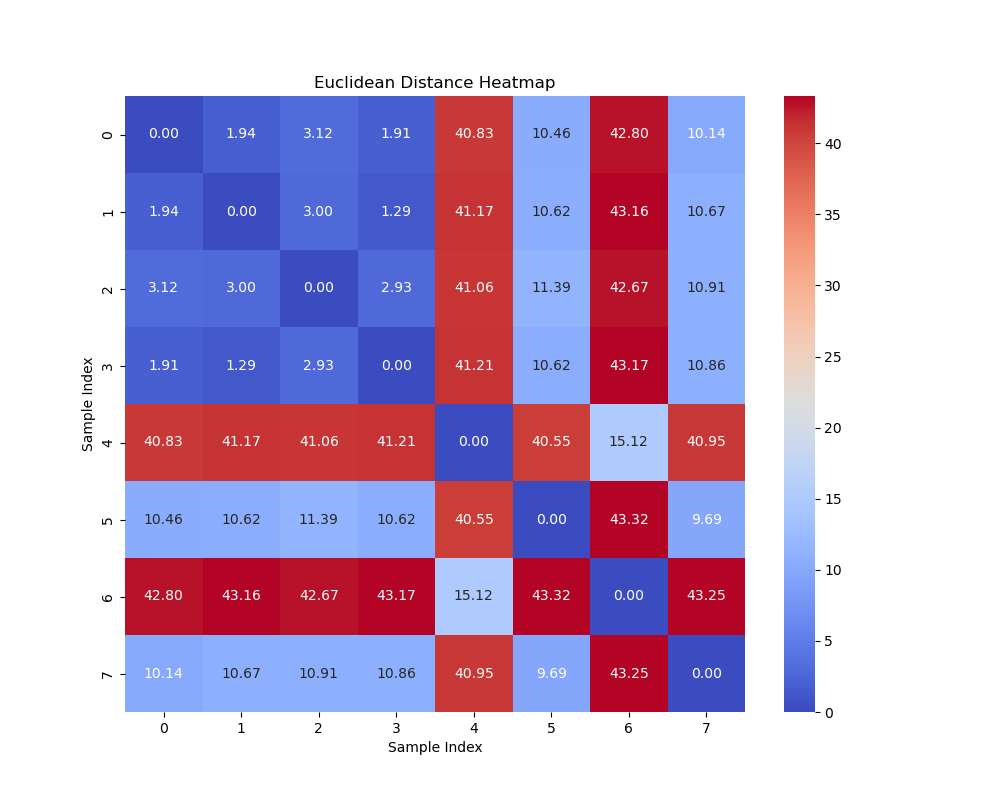 Euclidean Distance Heatmap
0 0.00 1.94 3.12 1.91 40.83 10.46 42.80 10.14
1 1.94 0.00 3.00 1.29 41.17 10.62 43.16 10.67
2 3.12 3.00 0.00 2.93 41.06 11.39 42.67 10.91
3 1.91 1.29 2.93 0.00 41.21 10.62 43.17 10.86
4 40.83 41.17 41.06 41.21 0.00 40.55 15.12 40.95
5 10.46 10.62 11.39 10.62 40.55 0.00 43.32 9.69
6 42.80 43.16 42.67 43.17 15.12 43.32 0.00 43.25
7 10.14 10.67 10.91 10.86 40.95 9.69 43.25 0.00
0 1 2 3 4 5 6 7
Sample Index
Sample Index
40
35
30
25
20
15
10
5
0